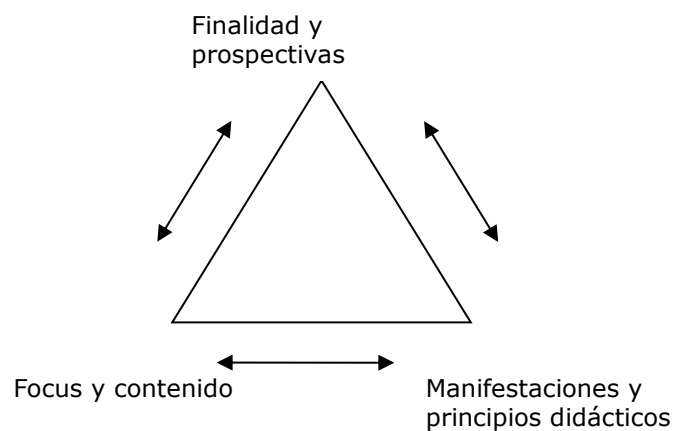 Finalidad y
prospectivas
Focus y contenido
Manifestaciones y
principios didácticos